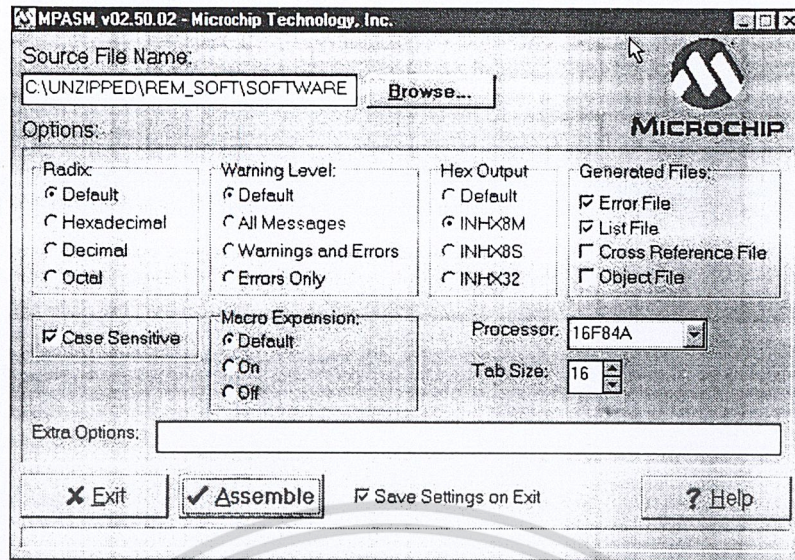 MPASM v02.50.02 - Microchip Technology, Inc.
Source File Name:
C:\UNZIPPED\REM_SOFT\SOFTWARE
Browse...
MICROCHIP
Options:
Radix:
Default
Hexadecimal
Decimal
Octal
Warning Level:
Default
All Messages
Warnings and Errors
Errors Only
Hex Output
Default
INHX8M
INHX8S
INHX32
Generated Files:
Error File
List File
Cross Reference File
Object File
Case Sensitive
Macro Expansion:
Default
On
Off
Processor: 16F84A
Tab Size: 16
Extra Options:
Exit
Assemble
Save Settings on Exit
? Help